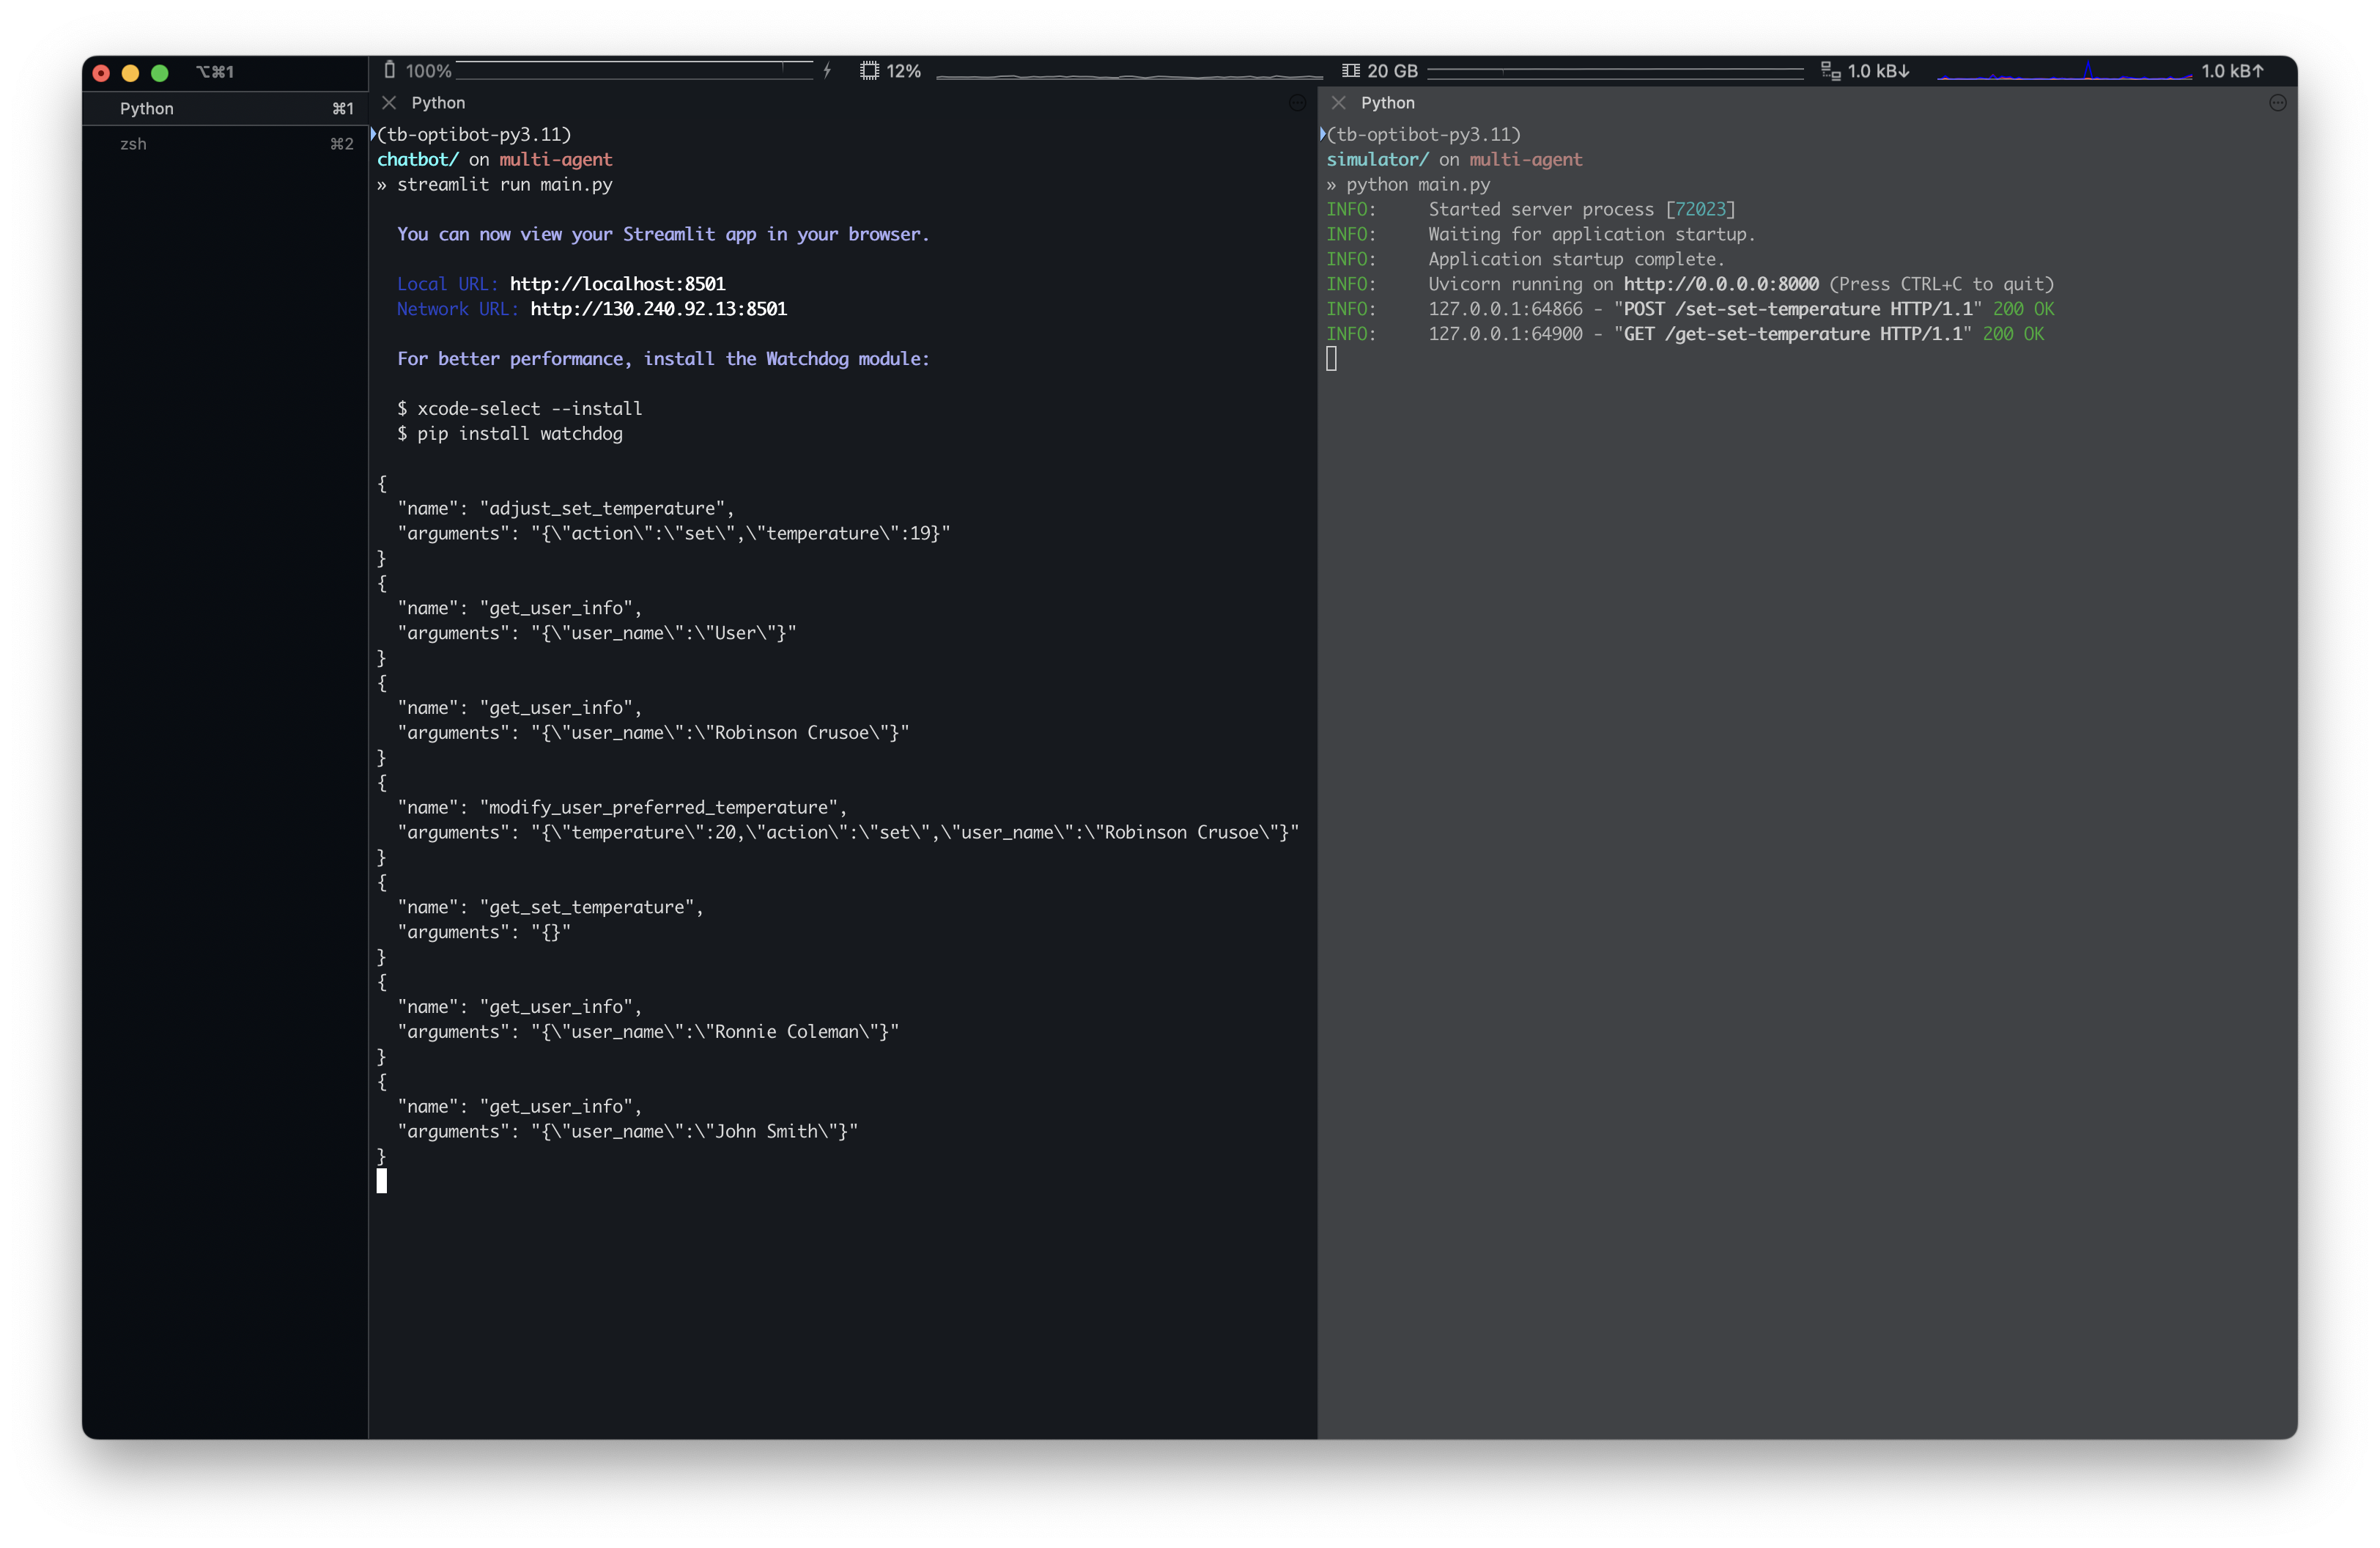 ⌥⌘1
100%
12%
20 GB
1.0 kB↓
1.0 kB↑
Python ⌘1
zsh ⌘2
Python
(tb-optibot-py3.11)
chatbot/ on multi-agent
» streamlit run main.py
You can now view your Streamlit app in your browser.
Local URL: http://localhost:8501
Network URL: http://130.240.92.13:8501
For better performance, install the Watchdog module:
$ xcode-select --install
$ pip install watchdog
{
"name": "adjust_set_temperature",
"arguments": "{\"action\":\"set\",\"temperature\":19}"
}
{
"name": "get_user_info",
"arguments": "{\"user_name\":\"User\"}"
}
{
"name": "get_user_info",
"arguments": "{\"user_name\":\"Robinson Crusoe\"}"
}
{
"name": "modify_user_preferred_temperature",
"arguments": "{\"temperature\":20,\"action\":\"set\",\"user_name\":\"Robinson Crusoe\"}"
}
{
"name": "get_set_temperature",
"arguments": "{}"
}
{
"name": "get_user_info",
"arguments": "{\"user_name\":\"Ronnie Coleman\"}"
}
{
"name": "get_user_info",
"arguments": "{\"user_name\":\"John Smith\"}"
}
Python
(tb-optibot-py3.11)
simulator/ on multi-agent
» python main.py
INFO: Started server process [72023]
INFO: Waiting for application startup.
INFO: Application startup complete.
INFO: Uvicorn running on http://0.0.0.0:8000 (Press CTRL+C to quit)
INFO: 127.0.0.1:64866 - "POST /set-set-temperature HTTP/1.1" 200 OK
INFO: 127.0.0.1:64900 - "GET /get-set-temperature HTTP/1.1" 200 OK